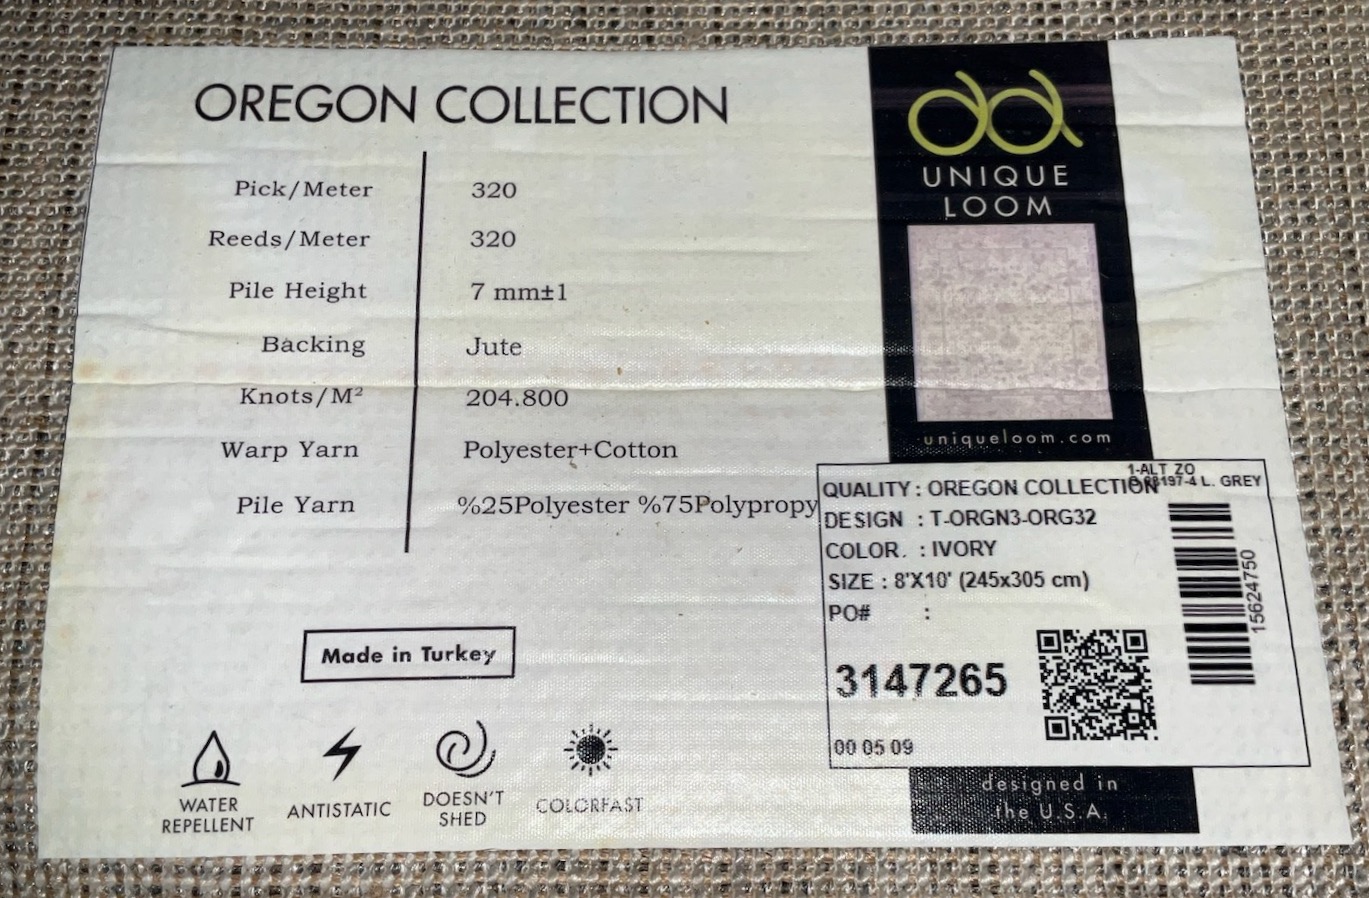 OREGON COLLECTION
Pick/Meter 320
Reeds/Meter 320
Pile Height 7 mm±1
Backing Jute
Knots/M² 204.800
Warp Yarn Polyester+Cotton
Pile Yarn %25Polyester %75Polypropy
Made in Turkey
WATER
REPELLENT
ANTISTATIC
DOESN'T
SHED
COLORFAST
UNIQUE
LOOM
uniqueloom.com
1-ALT ZO
L. GREY
QUALITY : OREGON COLLECTION
DESIGN : T-ORGN3-ORG32
COLOR. : IVORY
SIZE : 8'X10' (245x305 cm)
PO# :
3147265
00 05 09
15624750
designed in
the U.S.A.